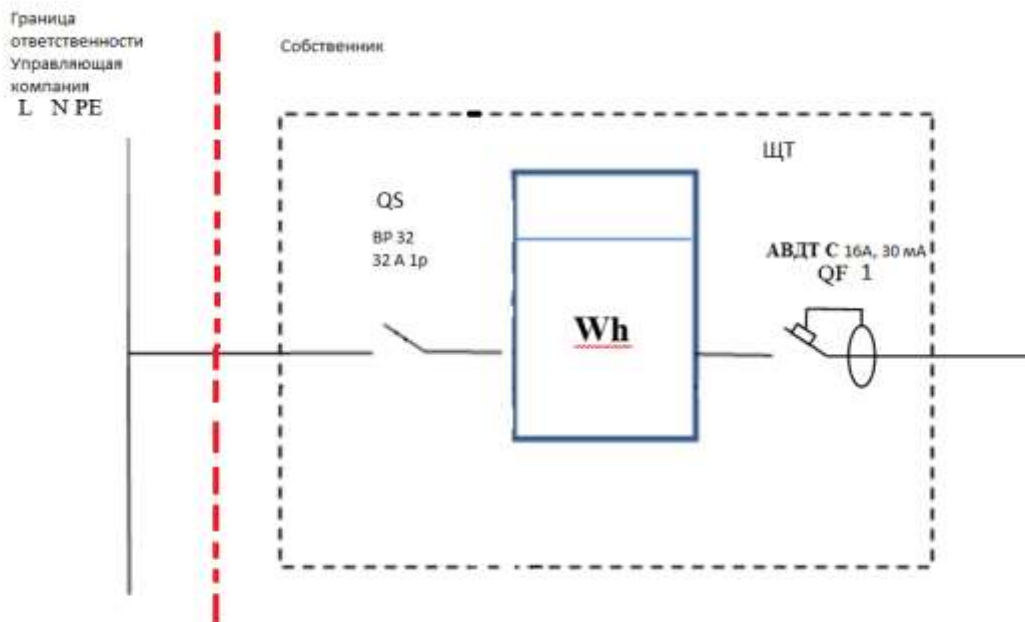 Граница
ответственности
Управляющая
компания
L N PE
Собственник
ЩТ
QS
ВР 32
32 А 1р
Wh
АВДТ С 16А, 30 мА
QF 1